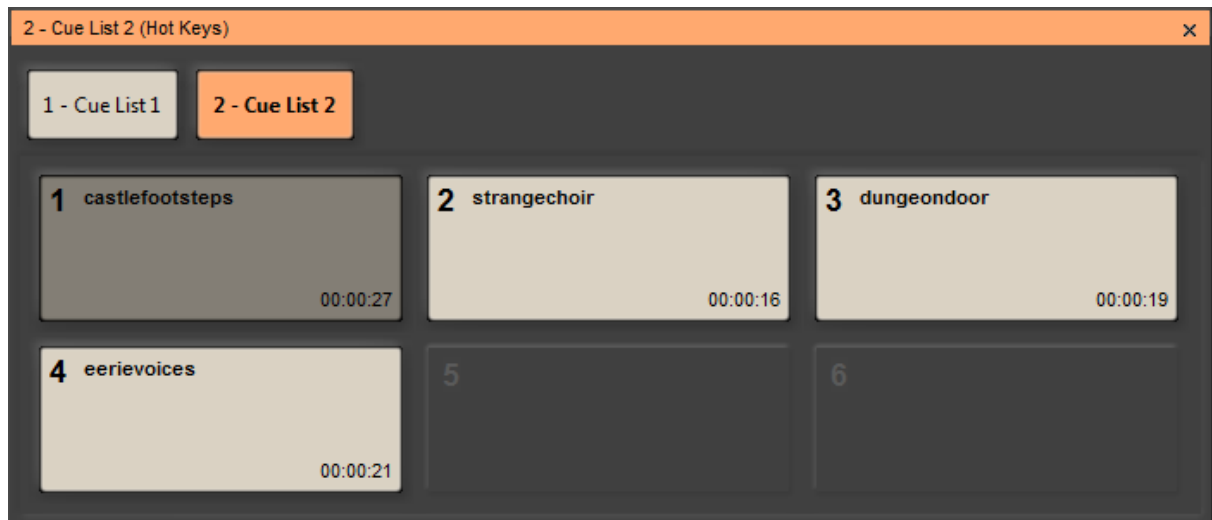 2 - Cue List 2 (Hot Keys)
1 - Cue List 1
2 - Cue List 2
1 castlefootsteps
00:00:27
2 strangechoir
00:00:16
3 dungeondoor
00:00:19
4 eerievoices
00:00:21
5
6